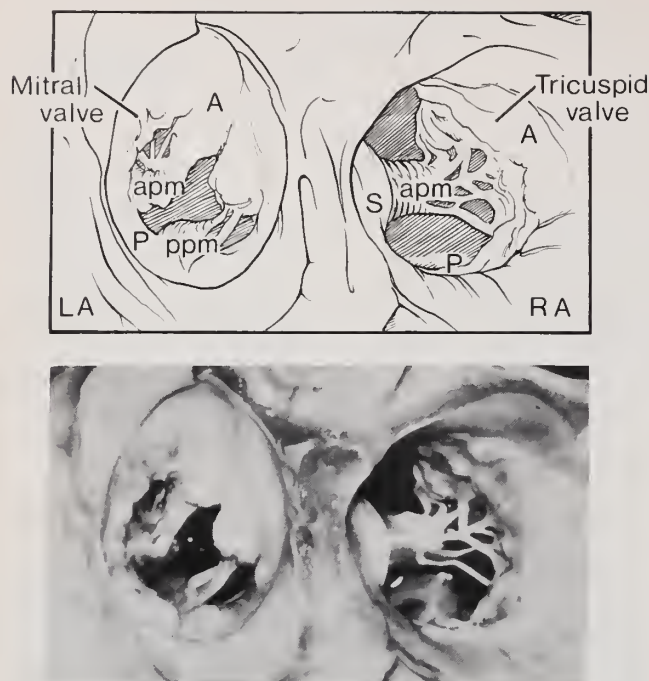 Mitral
valve
A
apm
P
ppm
LA
Tricuspid
valve
A
S
apm
P
RA